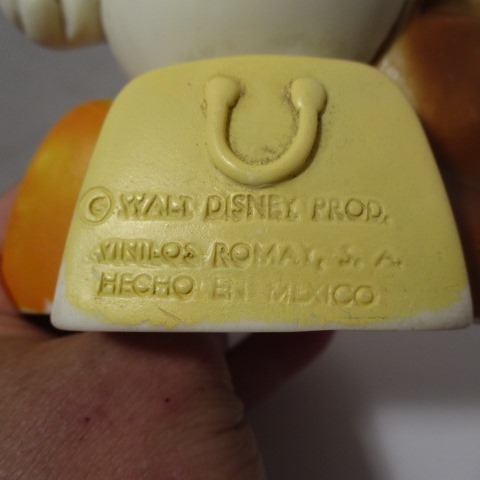 © WALT DISNEY PROD.
VINILOS ROMAY, S. A.
HECHO EN MEXICO